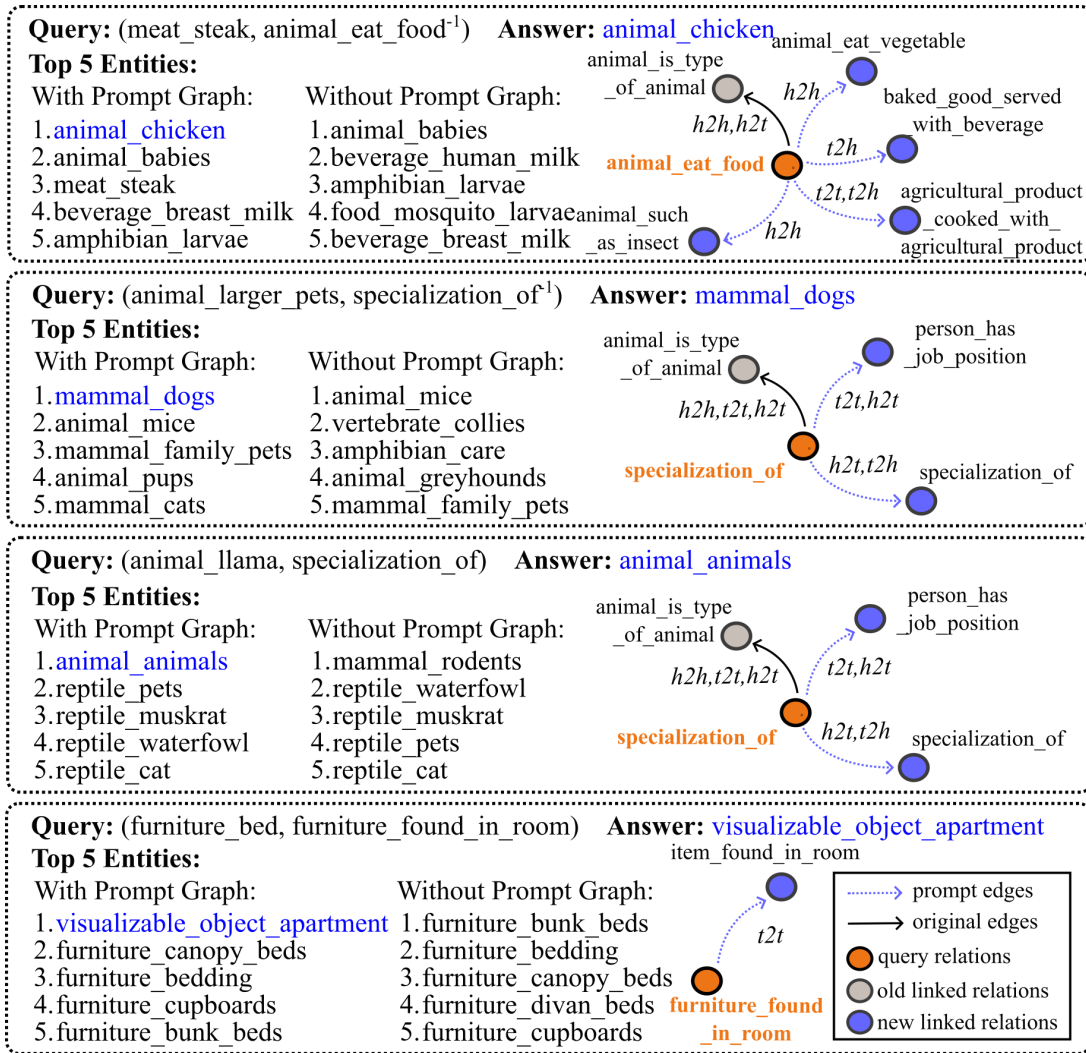 Query: (meat_steak, animal_eat_food⁻¹) Answer: animal_chicken
Top 5 Entities:
With Prompt Graph:
1.animal_chicken
2.animal_babies
3.meat_steak
4.beverage_breast_milk
5.amphibian_larvae
Without Prompt Graph:
1.animal_babies
2.beverage_human_milk
3.amphibian_larvae
4.food_mosquito_larvae
5.beverage_breast_milk
animal_is_type
_of_animal
h2h,h2t
animal_eat_vegetable
h2h
baked_good_served
_with_beverage
t2h
animal_eat_food
t2t,t2h
agricultural_product
_cooked_with_
agricultural_product
animal_such
_as_insect
h2h
Query: (animal_larger_pets, specialization_of⁻¹) Answer: mammal_dogs
Top 5 Entities:
With Prompt Graph:
1.mammal_dogs
2.animal_mice
3.mammal_family_pets
4.animal_pups
5.mammal_cats
Without Prompt Graph:
1.animal_mice
2.vertebrate_collies
3.amphibian_care
4.animal_greyhounds
5.mammal_family_pets
animal_is_type
_of_animal
h2h,t2t,h2t
person_has
_job_position
t2t,h2t
specialization_of
h2t,t2h
specialization_of
Query: (animal_llama, specialization_of) Answer: animal_animals
Top 5 Entities:
With Prompt Graph:
1.animal_animals
2.reptile_pets
3.reptile_muskrat
4.reptile_waterfowl
5.reptile_cat
Without Prompt Graph:
1.mammal_rodents
2.reptile_waterfowl
3.reptile_muskrat
4.reptile_pets
5.reptile_cat
animal_is_type
_of_animal
h2h,t2t,h2t
person_has
_job_position
t2t,h2t
specialization_of
h2t,t2h
specialization_of
Query: (furniture_bed, furniture_found_in_room) Answer: visualizable_object_apartment
Top 5 Entities:
With Prompt Graph:
1.visualizable_object_apartment
2.furniture_canopy_beds
3.furniture_bedding
4.furniture_cupboards
5.furniture_bunk_beds
Without Prompt Graph:
1.furniture_bunk_beds
2.furniture_bedding
3.furniture_canopy_beds
4.furniture_divan_beds
5.furniture_cupboards
item_found_in_room
t2t
furniture_found
_in_room
prompt edges
original edges
query relations
old linked relations
new linked relations